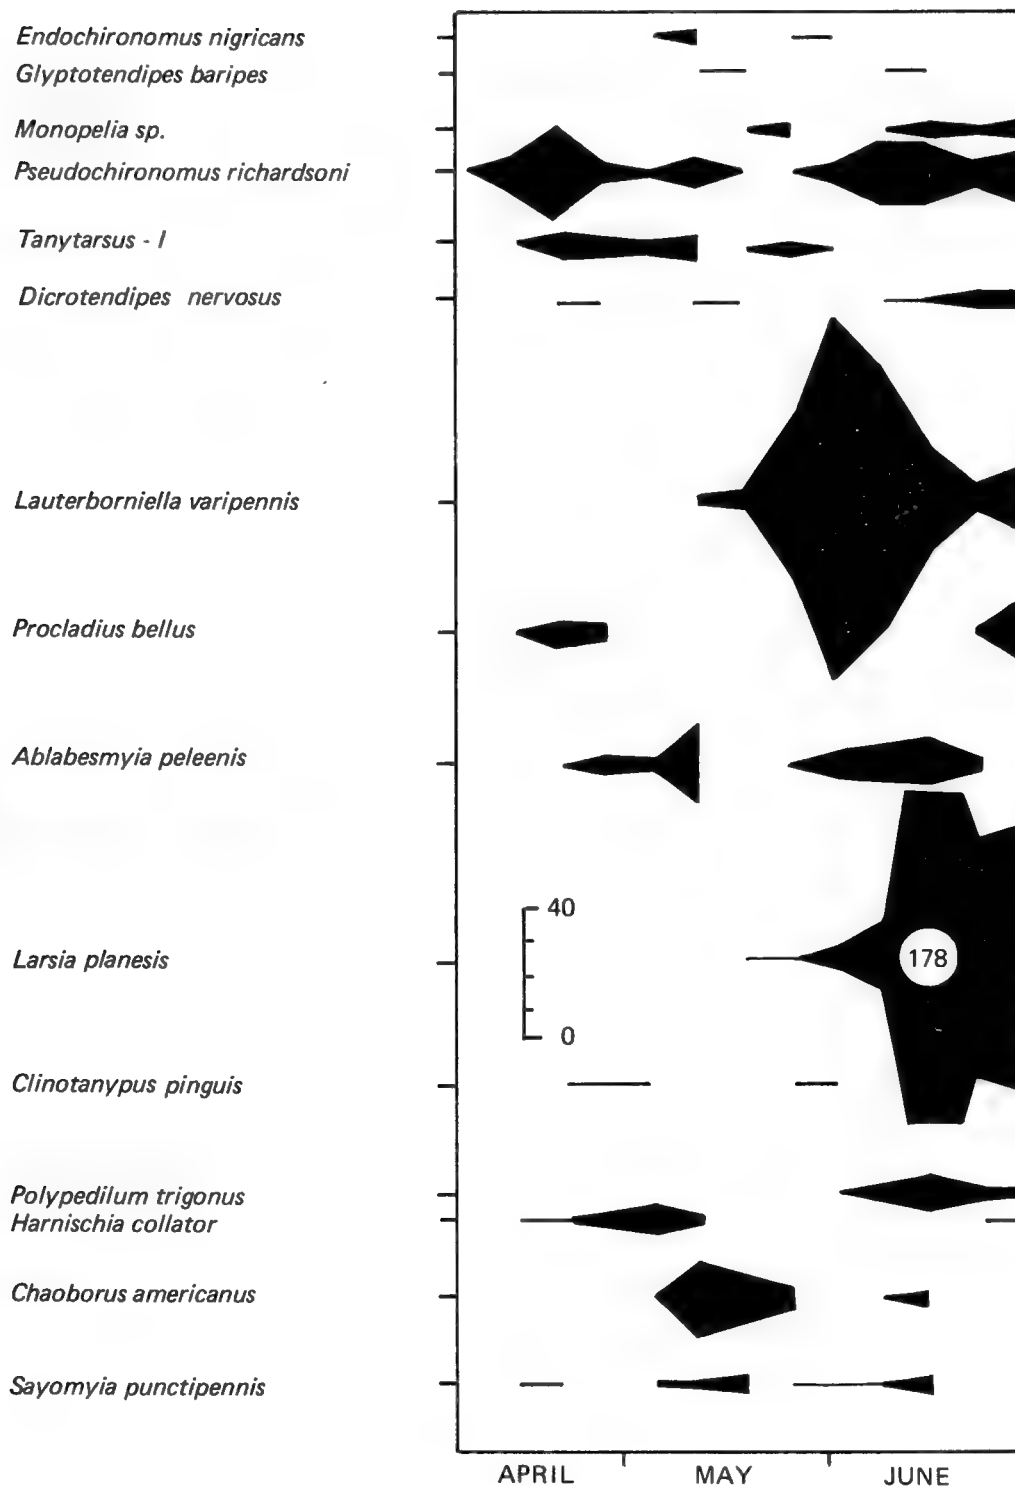 Endochironomus nigricans
Glyptotendipes baripes
Monopelia sp.
Pseudochironomus richardsoni
Tanytarsus - I
Dicrotendipes nervosus
Lauterborniella varipennis
Procladius bellus
Ablabesmyia peleenis
40
Larsia planesis
178
0
Clinotanypus pinguis
Polypedilum trigonus
Harnischia collator
Chaoborus americanus
Sayomyia punctipennis
APRIL MAY JUNE